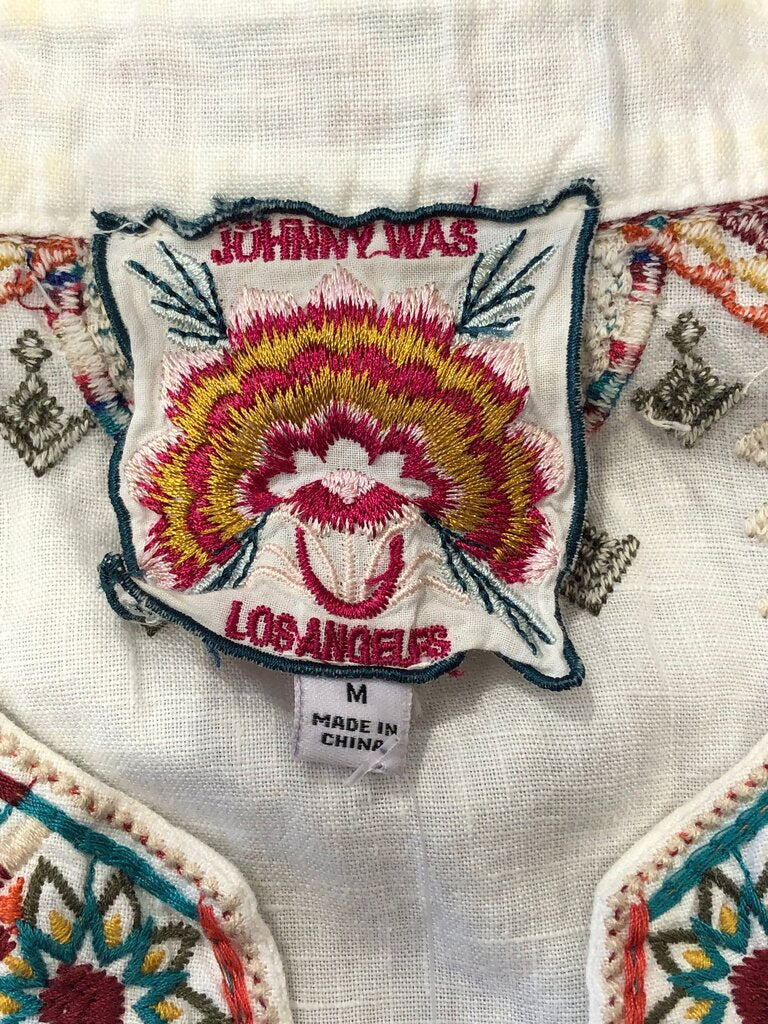 JOHNNY WAS
LOS ANGELES
M
MADE IN
CHINA